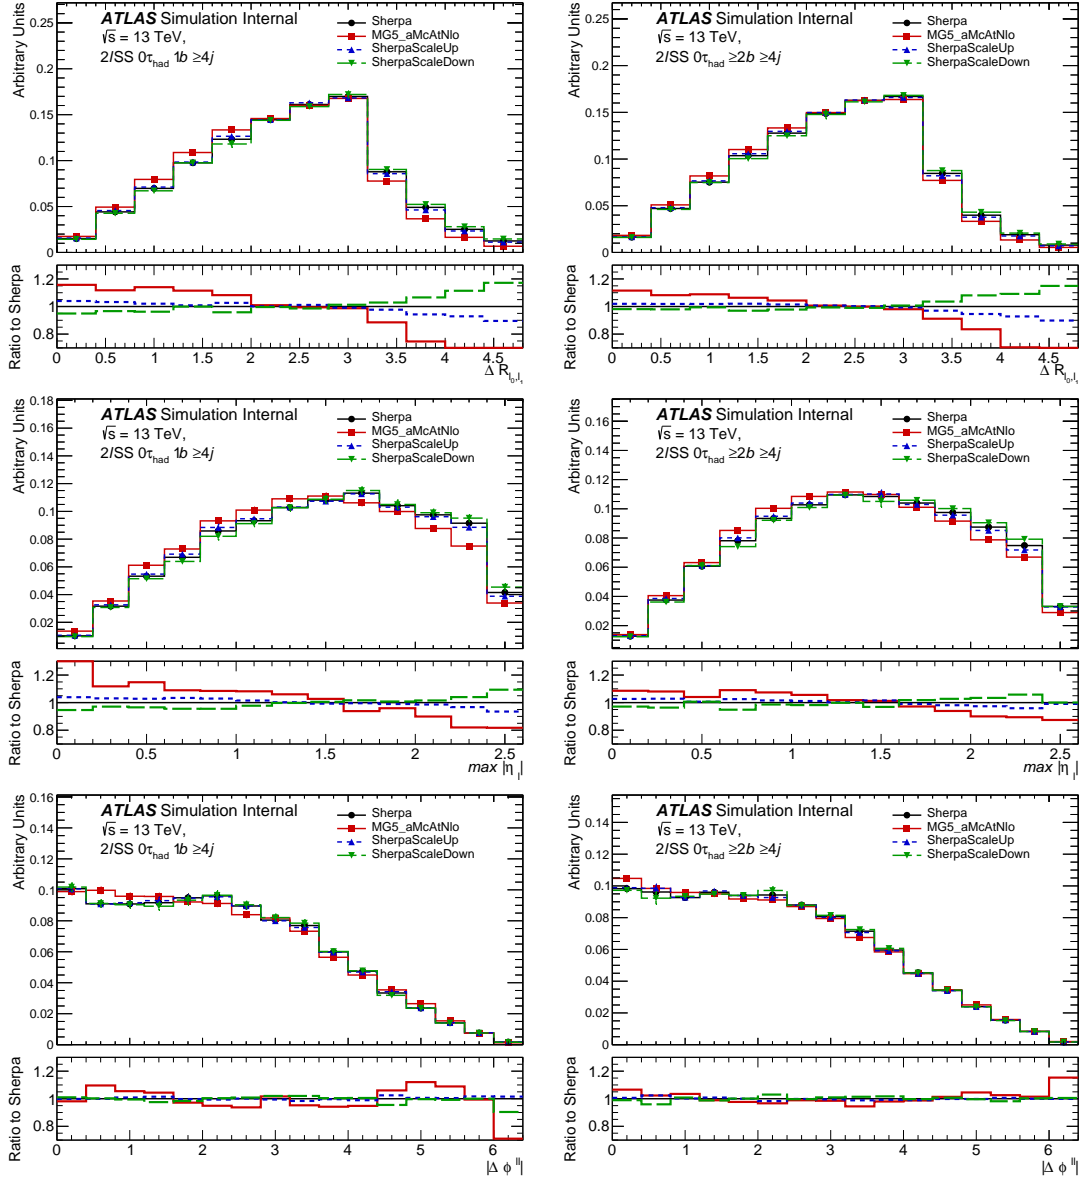 ATLAS Simulation Internal
√s = 13 TeV,
2lSS 0τhad 1b ≥4j
Sherpa
MG5_aMcAtNlo
SherpaScaleUp
SherpaScaleDown
Arbitrary Units
0.25
0.2
0.15
0.1
0.05
0
Ratio to Sherpa
1.2
1
0.8
0 0.5 1 1.5 2 2.5 3 3.5 4 4.5
Δ Rl0,l1
ATLAS Simulation Internal
√s = 13 TeV,
2lSS 0τhad ≥2b ≥4j
Sherpa
MG5_aMcAtNlo
SherpaScaleUp
SherpaScaleDown
Arbitrary Units
0.25
0.2
0.15
0.1
0.05
0
Ratio to Sherpa
1.2
1
0.8
0 0.5 1 1.5 2 2.5 3 3.5 4 4.5
Δ Rl0,l1
ATLAS Simulation Internal
√s = 13 TeV,
2lSS 0τhad 1b ≥4j
Sherpa
MG5_aMcAtNlo
SherpaScaleUp
SherpaScaleDown
Arbitrary Units
0.18
0.16
0.14
0.12
0.1
0.08
0.06
0.04
0.02
Ratio to Sherpa
1.2
1
0.8
0 0.5 1 1.5 2 2.5
max |ηl|
ATLAS Simulation Internal
√s = 13 TeV,
2lSS 0τhad ≥2b ≥4j
Sherpa
MG5_aMcAtNlo
SherpaScaleUp
SherpaScaleDown
Arbitrary Units
0.16
0.14
0.12
0.1
0.08
0.06
0.04
0.02
Ratio to Sherpa
1.2
1
0.8
0 0.5 1 1.5 2 2.5
max |ηl|
ATLAS Simulation Internal
√s = 13 TeV,
2lSS 0τhad 1b ≥4j
Sherpa
MG5_aMcAtNlo
SherpaScaleUp
SherpaScaleDown
Arbitrary Units
0.16
0.14
0.12
0.1
0.08
0.06
0.04
0.02
0
Ratio to Sherpa
1.2
1
0.8
0 1 2 3 4 5 6
|Δ φll|
ATLAS Simulation Internal
√s = 13 TeV,
2lSS 0τhad ≥2b ≥4j
Sherpa
MG5_aMcAtNlo
SherpaScaleUp
SherpaScaleDown
Arbitrary Units
0.14
0.12
0.1
0.08
0.06
0.04
0.02
0
Ratio to Sherpa
1.2
1
0.8
0 1 2 3 4 5 6
|Δ φll|